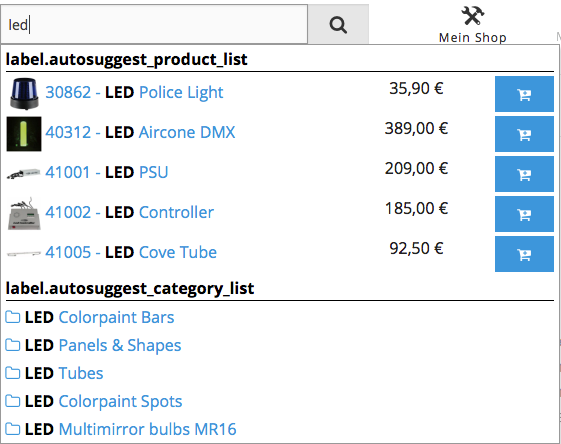 led
Mein Shop
label.autosuggest_product_list
30862 - LED Police Light 35,90 €
40312 - LED Aircone DMX 389,00 €
41001 - LED PSU 209,00 €
41002 - LED Controller 185,00 €
41005 - LED Cove Tube 92,50 €
label.autosuggest_category_list
LED Colorpaint Bars
LED Panels & Shapes
LED Tubes
LED Colorpaint Spots
LED Multimirror bulbs MR16